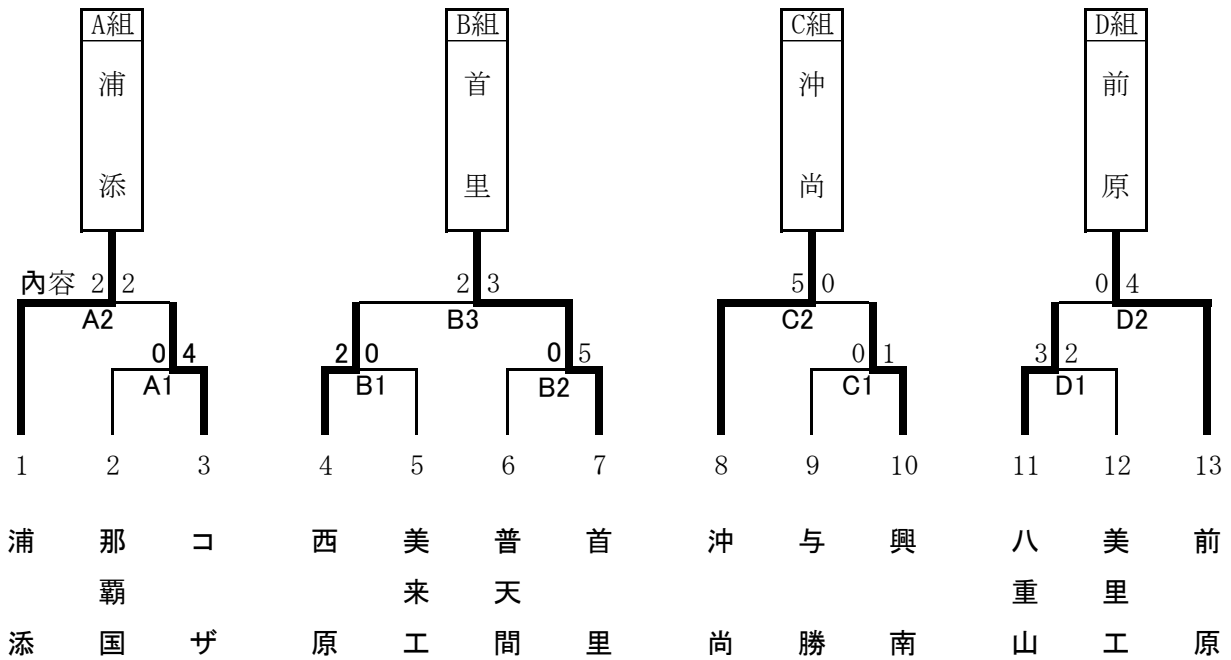 A組 B組 C組 D組
浦添 首里 沖尚 前原
内容 2 2 2 3 5 0 0 4
A2 B3 C2 D2
0 4 2 0 0 5 0 1 3 2
A1 B1 B2 C1 D1
1 2 3 4 5 6 7 8 9 10 11 12 13
浦添 那覇国 コザ 西原 美来工 普天間 首里 沖尚 与勝 興南 八重山 美里工 前原